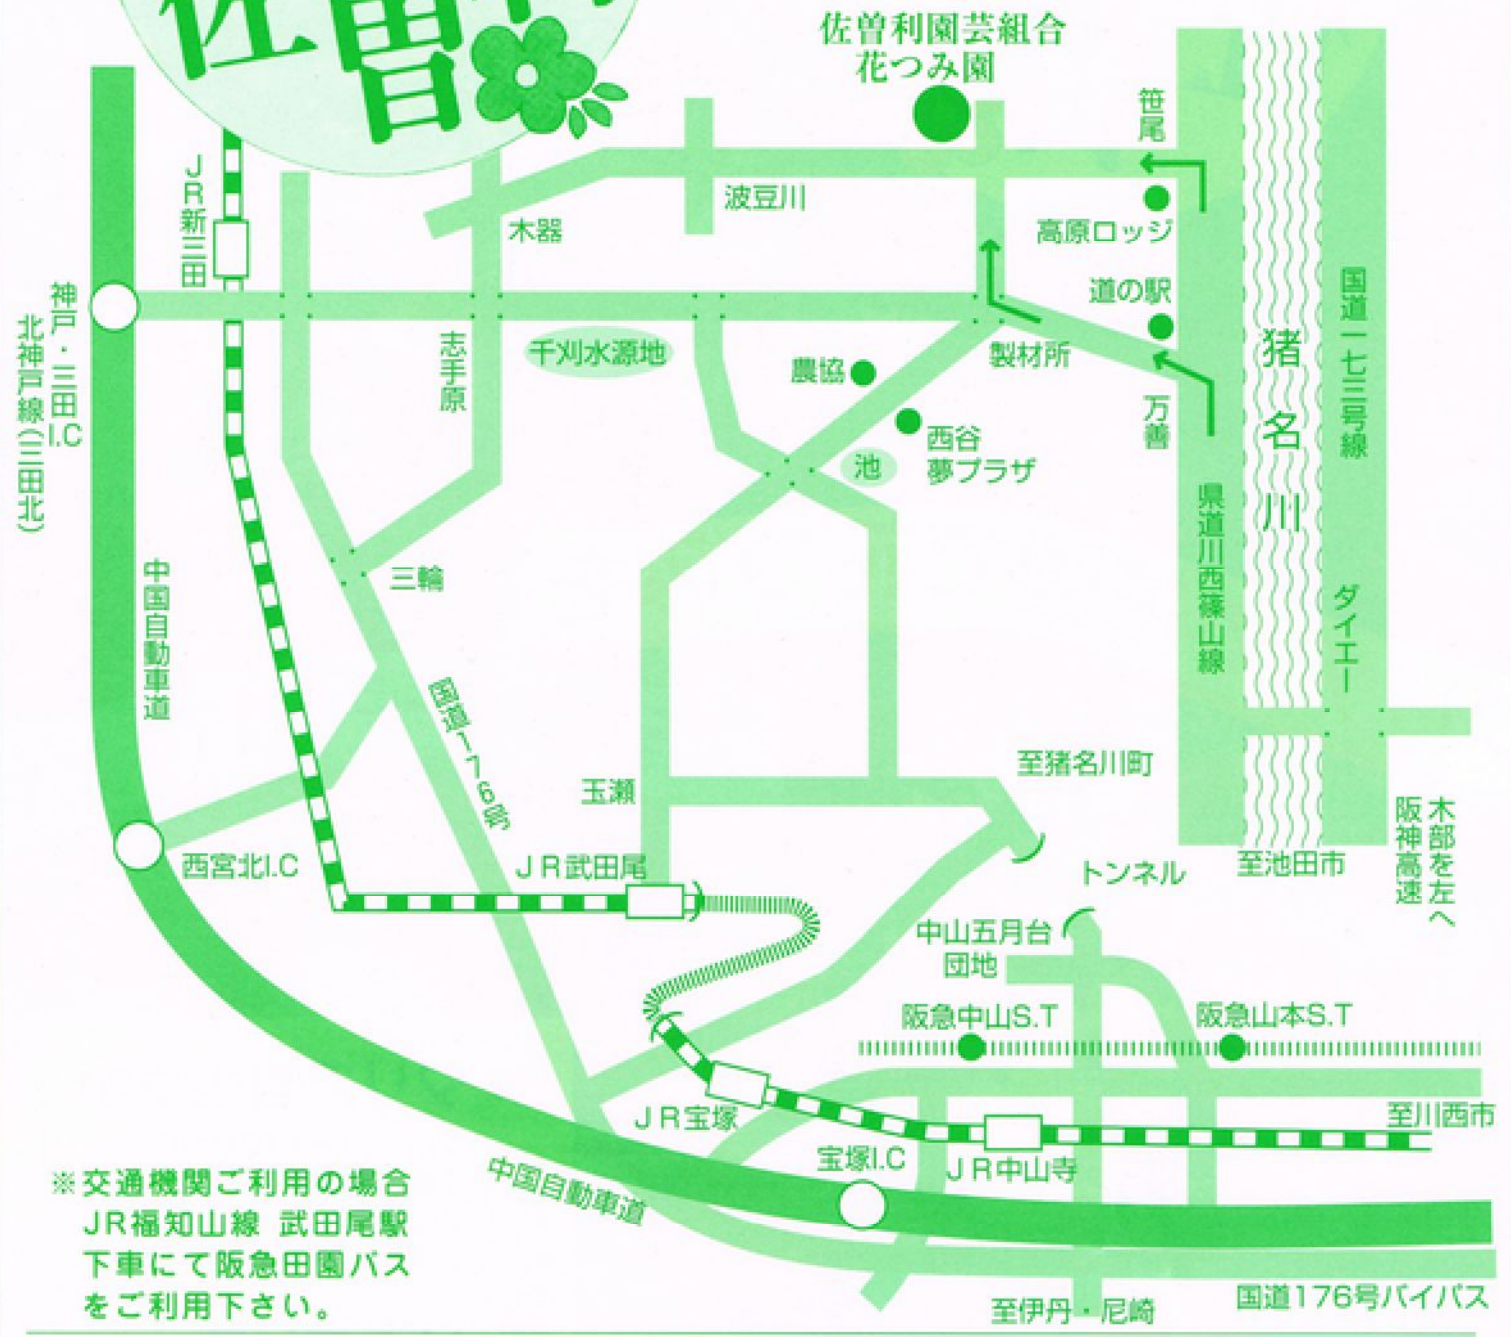 佐曽利園芸組合
花つみ園
笹尾
JR新三田
波豆川
木器
高原ロッジ
道の駅
神戸・三田I.C
北神戸線(三田北)
志手原
千刈水源地
農協
製材所
万善
西谷
夢プラザ
池
猪名川
国道一七三号線
県道川西篠山線
ダイエー
三輪
中国自動車道
国道176号
至猪名川町
玉瀬
西宮北I.C
JR武田尾
トンネル
至池田市
木部を左へ
阪神高速
中山五月台
団地
阪急中山S.T
阪急山本S.T
JR宝塚
至川西市
宝塚I.C
JR中山寺
中国自動車道
※交通機関ご利用の場合
JR福知山線 武田尾駅
下車にて阪急田園バス
をご利用下さい。
国道176号バイパス
至伊丹・尼崎